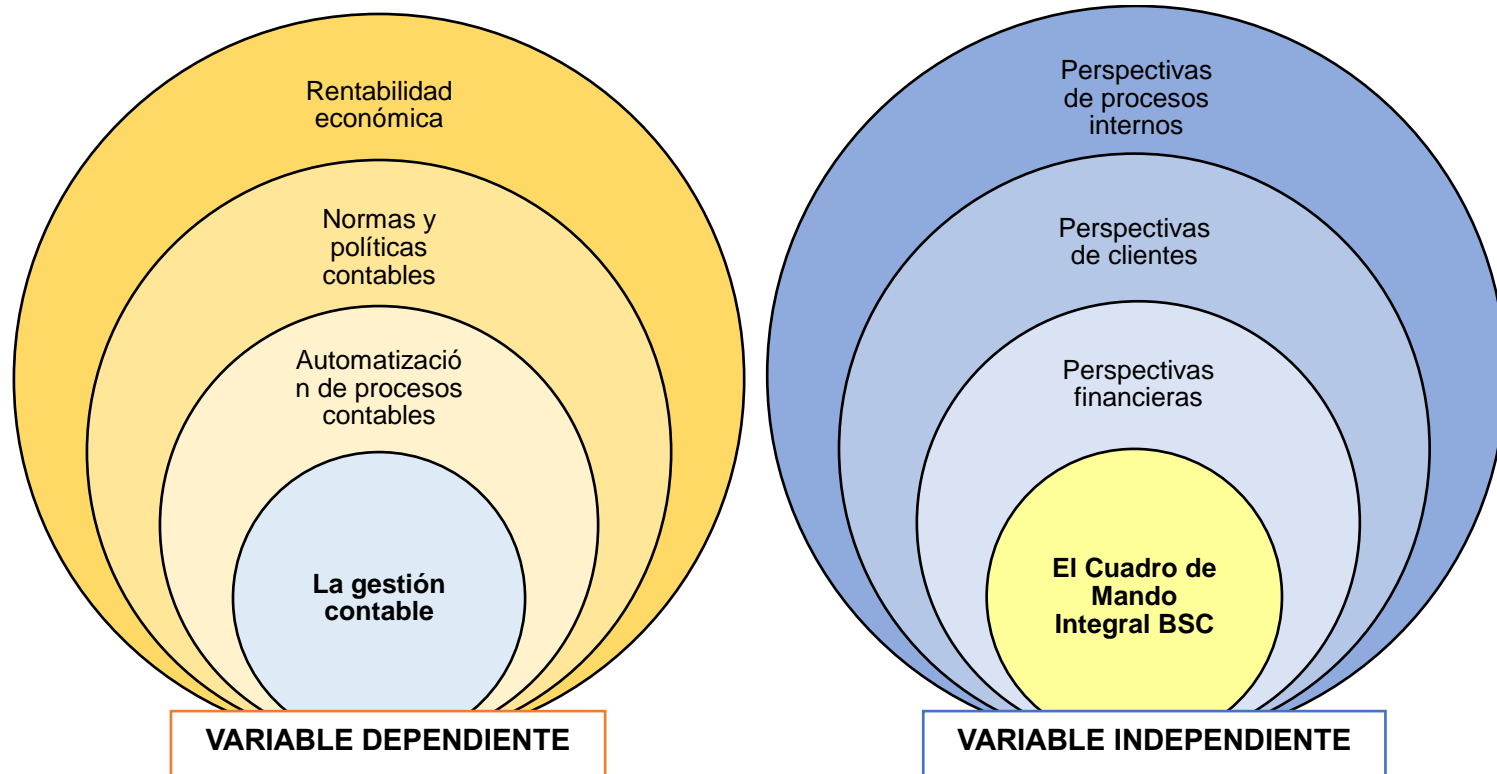 Rentabilidad
económica
Normas y
políticas
contables
Automatizació
n de procesos
contables
La gestión
contable
VARIABLE DEPENDIENTE
Perspectivas
de procesos
internos
Perspectivas
de clientes
Perspectivas
financieras
El Cuadro de
Mando
Integral BSC
VARIABLE INDEPENDIENTE